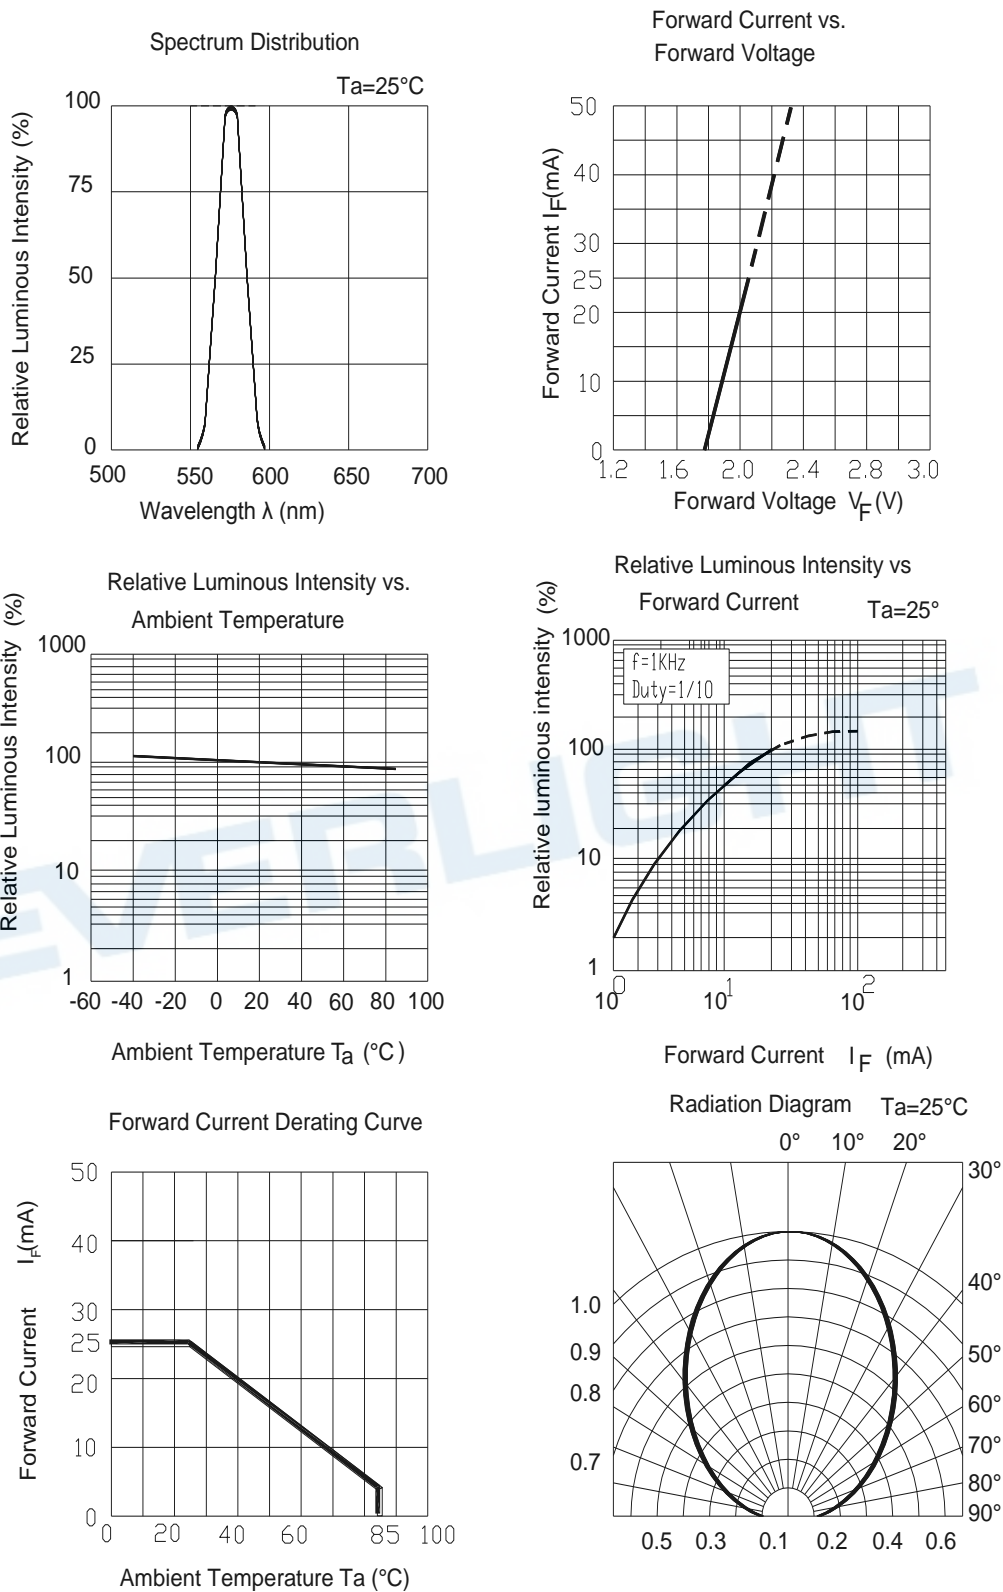 Spectrum Distribution
Ta=25°C
Relative Luminous Intensity (%)
100
75
50
25
0
500 550 600 650 700
Wavelength λ (nm)
Forward Current vs.
Forward Voltage
Forward Current IF(mA)
50
40
30
25
20
10
0
1.2 1.6 2.0 2.4 2.8 3.0
Forward Voltage VF(V)
Relative Luminous Intensity vs.
Ambient Temperature
Relative Luminous Intensity (%)
1000
100
10
1
-60 -40 -20 0 20 40 60 80 100
Ambient Temperature Ta (°C)
Relative Luminous Intensity vs
Forward Current
Ta=25°
Relative luminous intensity (%)
f=1KHz
Duty=1/10
1000
100
10
1
10⁰ 10¹ 10²
Forward Current IF (mA)
EVERLIGHT
Forward Current Derating Curve
Forward Current IF(mA)
50
40
30
25
20
10
0
0 20 40 60 85 100
Ambient Temperature Ta (°C)
Radiation Diagram Ta=25°C
0° 10° 20°
30°
40°
50°
60°
70°
80°
90°
1.0
0.9
0.8
0.7
0.5 0.3 0.1 0.2 0.4 0.6